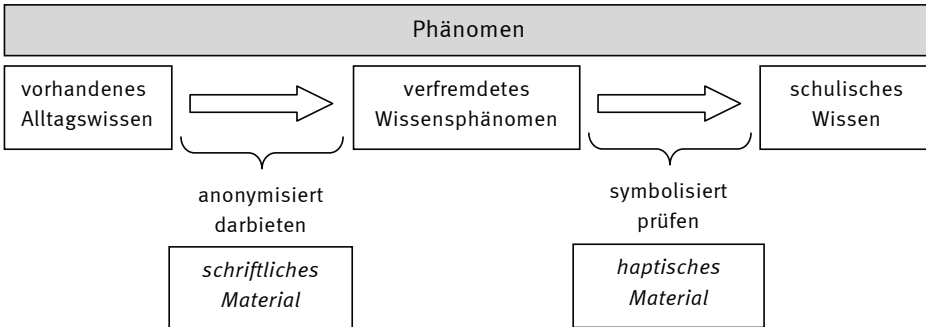 Phänomen
vorhandenes
Alltagswissen
verfremdetes
Wissensphänomen
schulisches
Wissen
anonymisiert
darbieten
symbolisiert
prüfen
schriftliches
Material
haptisches
Material